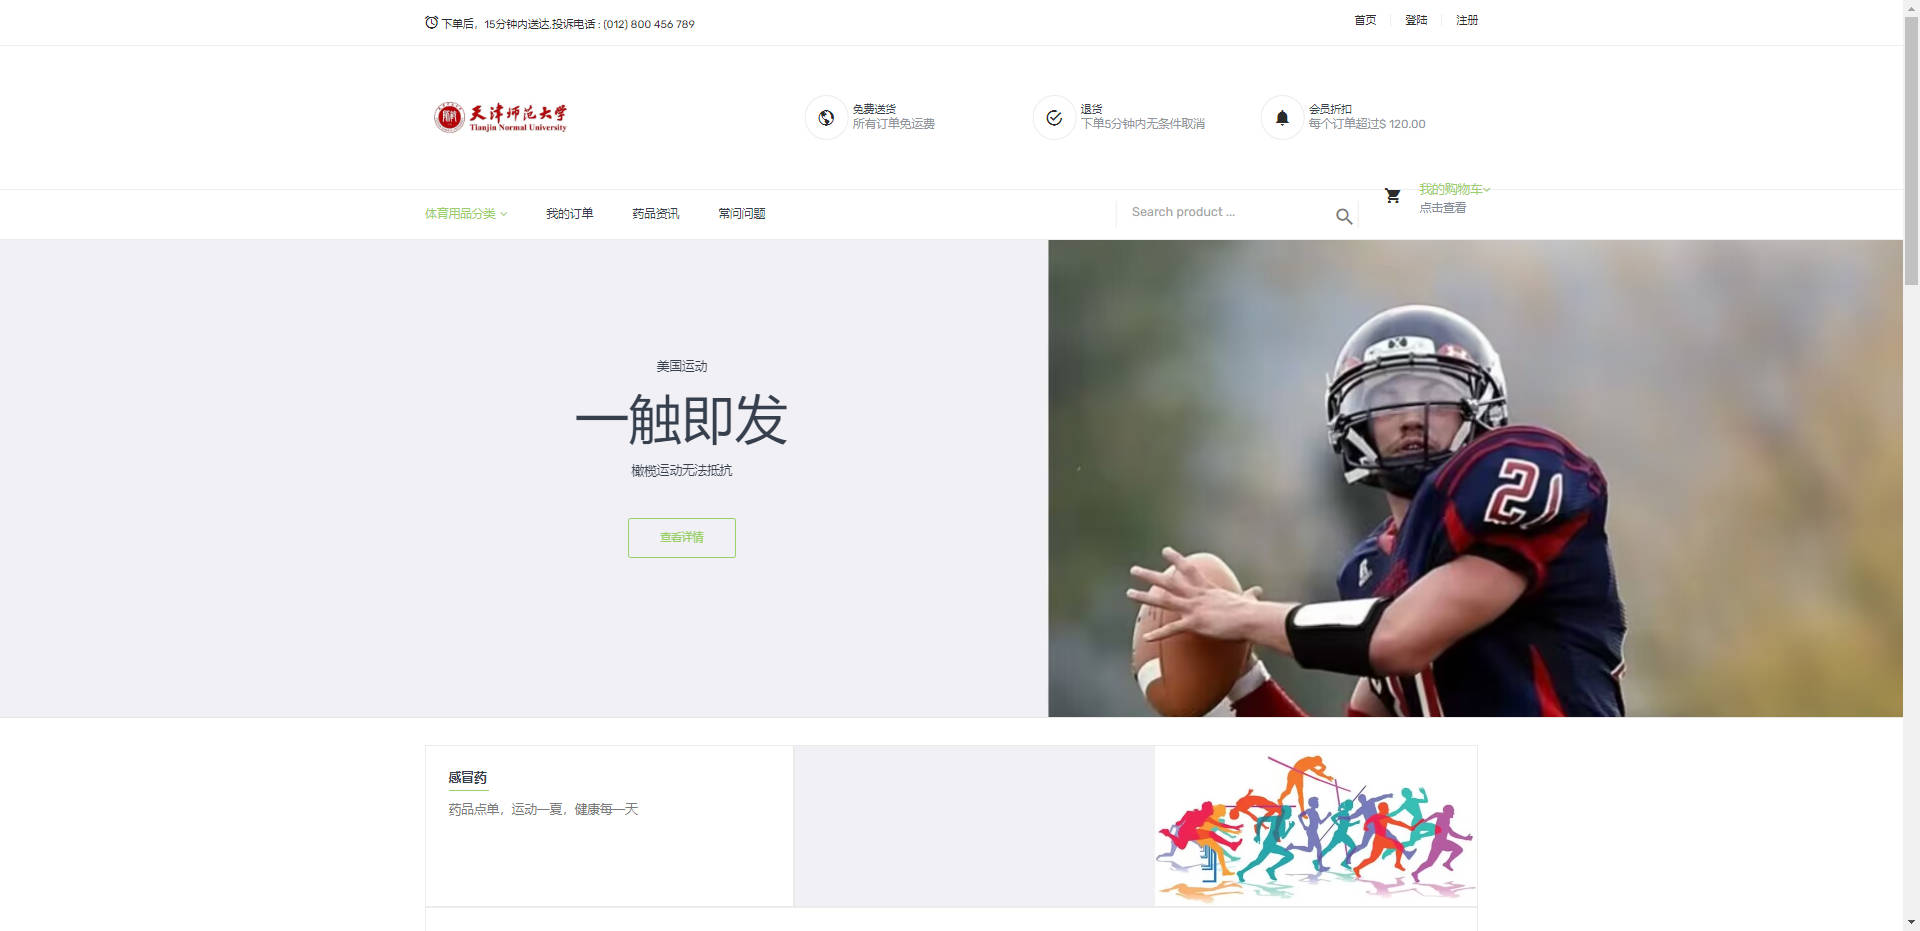 下单后，15分钟内送达,投诉电话 : (012) 800 456 789
首页 登陆 注册
天津师范大学
Tianjin Normal University
免费送货
所有订单免运费
退货
下单5分钟内无条件取消
会员折扣
每个订单超过$ 120.00
体育用品分类 我的订单 药品资讯 常问问题
Search product ...
我的购物车
点击查看
美国运动
一触即发
橄榄运动无法抵抗
查看详情
21
感冒药
药品点单，运动一夏，健康每一天